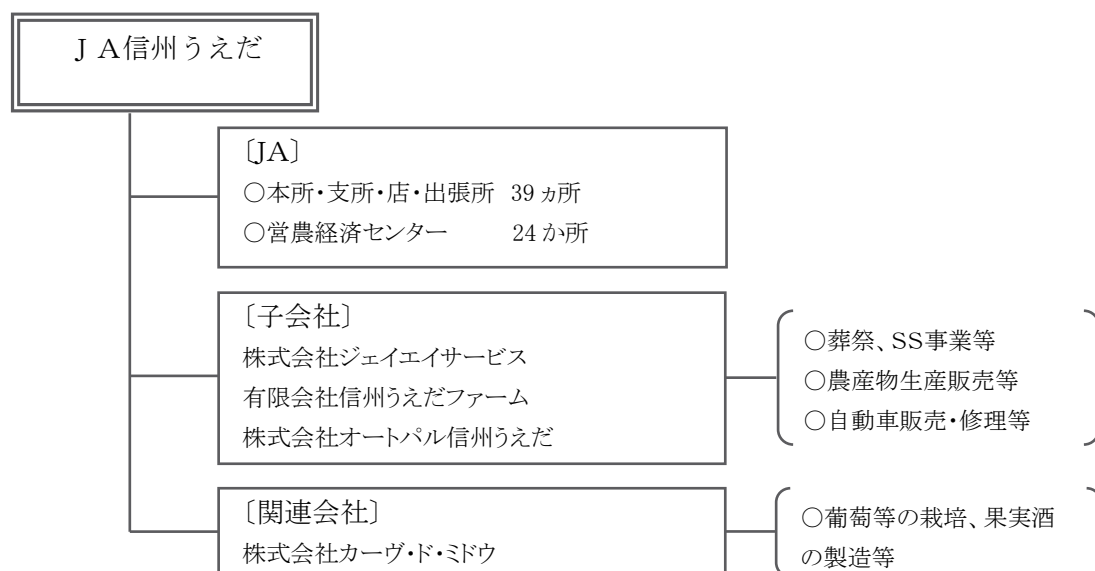 ＪＡ信州うえだ
〔JA〕
○本所・支所・店・出張所 39ヵ所
○営農経済センター 24か所
〔子会社〕
株式会社ジェイエイサービス
有限会社信州うえだファーム
株式会社オートパル信州うえだ
○葬祭、SS事業等
○農産物生産販売等
○自動車販売・修理等
〔関連会社〕
株式会社カーヴ・ド・ミドウ
○葡萄等の栽培、果実酒
の製造等